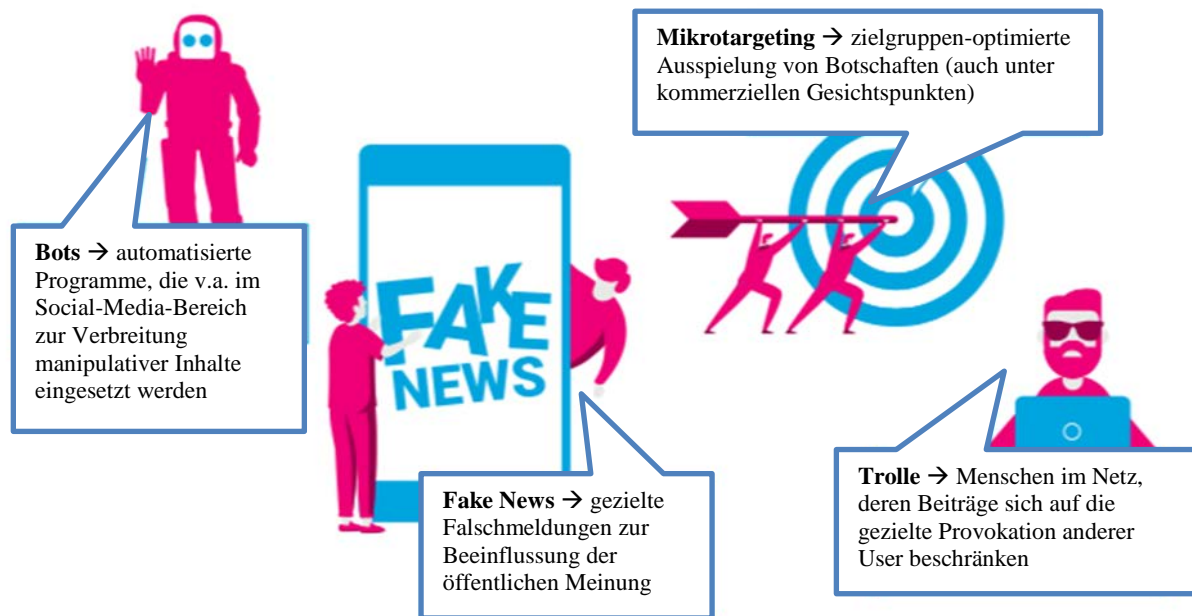 Mikrotargeting → zielgruppen-optimierte
Ausspielung von Botschaften (auch unter
kommerziellen Gesichtspunkten)
Bots → automatisierte
Programme, die v.a. im
Social-Media-Bereich
zur Verbreitung
manipulativer Inhalte
eingesetzt werden
FAKE
NEWS
Fake News → gezielte
Falschmeldungen zur
Beeinflussung der
öffentlichen Meinung
Trolle → Menschen im Netz,
deren Beiträge sich auf die
gezielte Provokation anderer
User beschränken